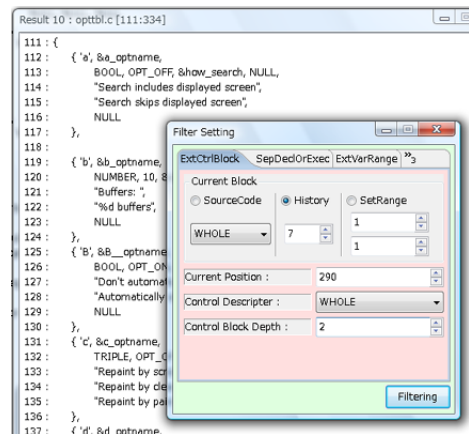 Result 10 : opttbl.c [111:334]
111 : {
112 : { 'a', &a_optname,
113 : BOOL, OPT_OFF, &how_search, NULL,
114 : "Search includes displayed screen",
115 : "Search skips displayed screen",
116 : NULL
117 : },
118 :
119 : { 'b', &b_optname,
120 : NUMBER, 10, &
121 : "Buffers: ",
122 : "%d buffers",
123 : NULL
124 : },
125 : { 'B', &B__optname,
126 : BOOL, OPT_ON
127 : "Don't automat
128 : "Automatically
129 : NULL
130 : },
131 : { 'c', &c_optname,
132 : TRIPLE, OPT_O
133 : "Repaint by scr
134 : "Repaint by cle
135 : "Repaint by pai
136 : },
137 : { 'd', &d_optname,
Filter Setting
ExtCtrlBlock SepDeclOrExec ExtVarRange »3
Current Block
SourceCode History SetRange
WHOLE 7 1
1
Current Position : 290
Control Descripter : WHOLE
Control Block Depth : 2
Filtering